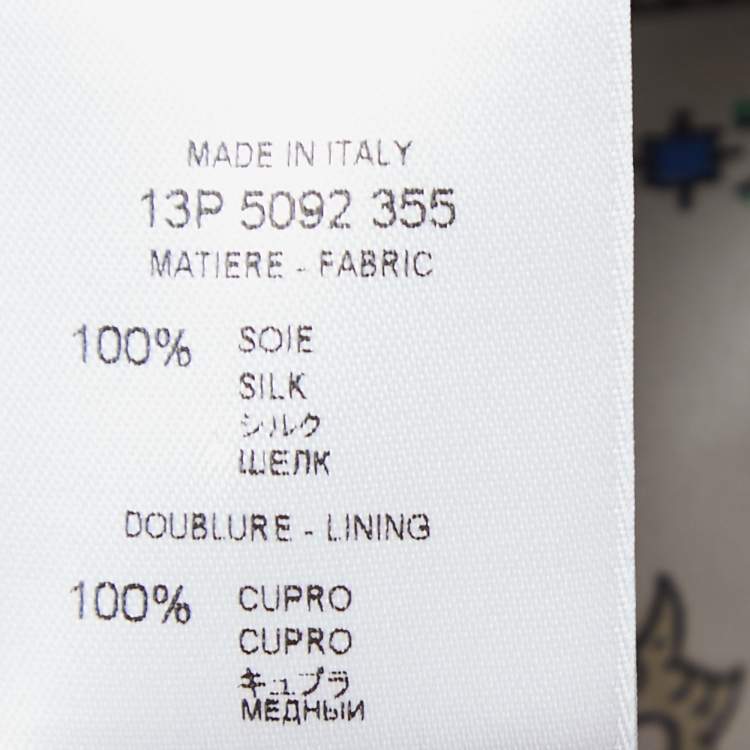 MADE IN ITALY
13P 5092 355
MATIERE - FABRIC
100% SOIE
SILK
シルク
ШЕЛК
DOUBLURE - LINING
100% CUPRO
CUPRO
キュプラ
МЕДНЫЙ